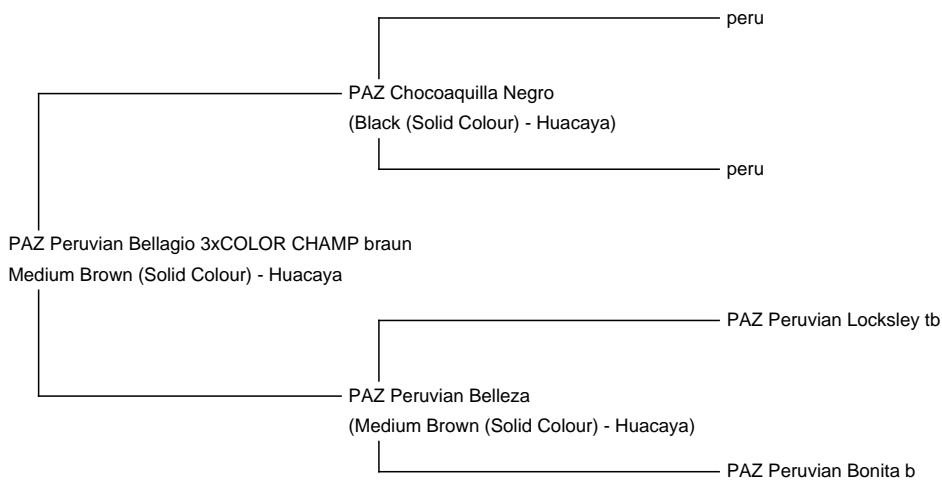 peru
PAZ Chocoaquilla Negro
(Black (Solid Colour) - Huacaya)
peru
PAZ Peruvian Bellagio 3xCOLOR CHAMP braun
Medium Brown (Solid Colour) - Huacaya
PAZ Peruvian Locksley tb
PAZ Peruvian Belleza
(Medium Brown (Solid Colour) - Huacaya)
PAZ Peruvian Bonita b